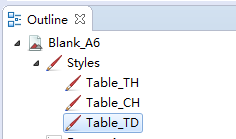 Outline
Blank_A6
Styles
Table_TH
Table_CH
Table_TD